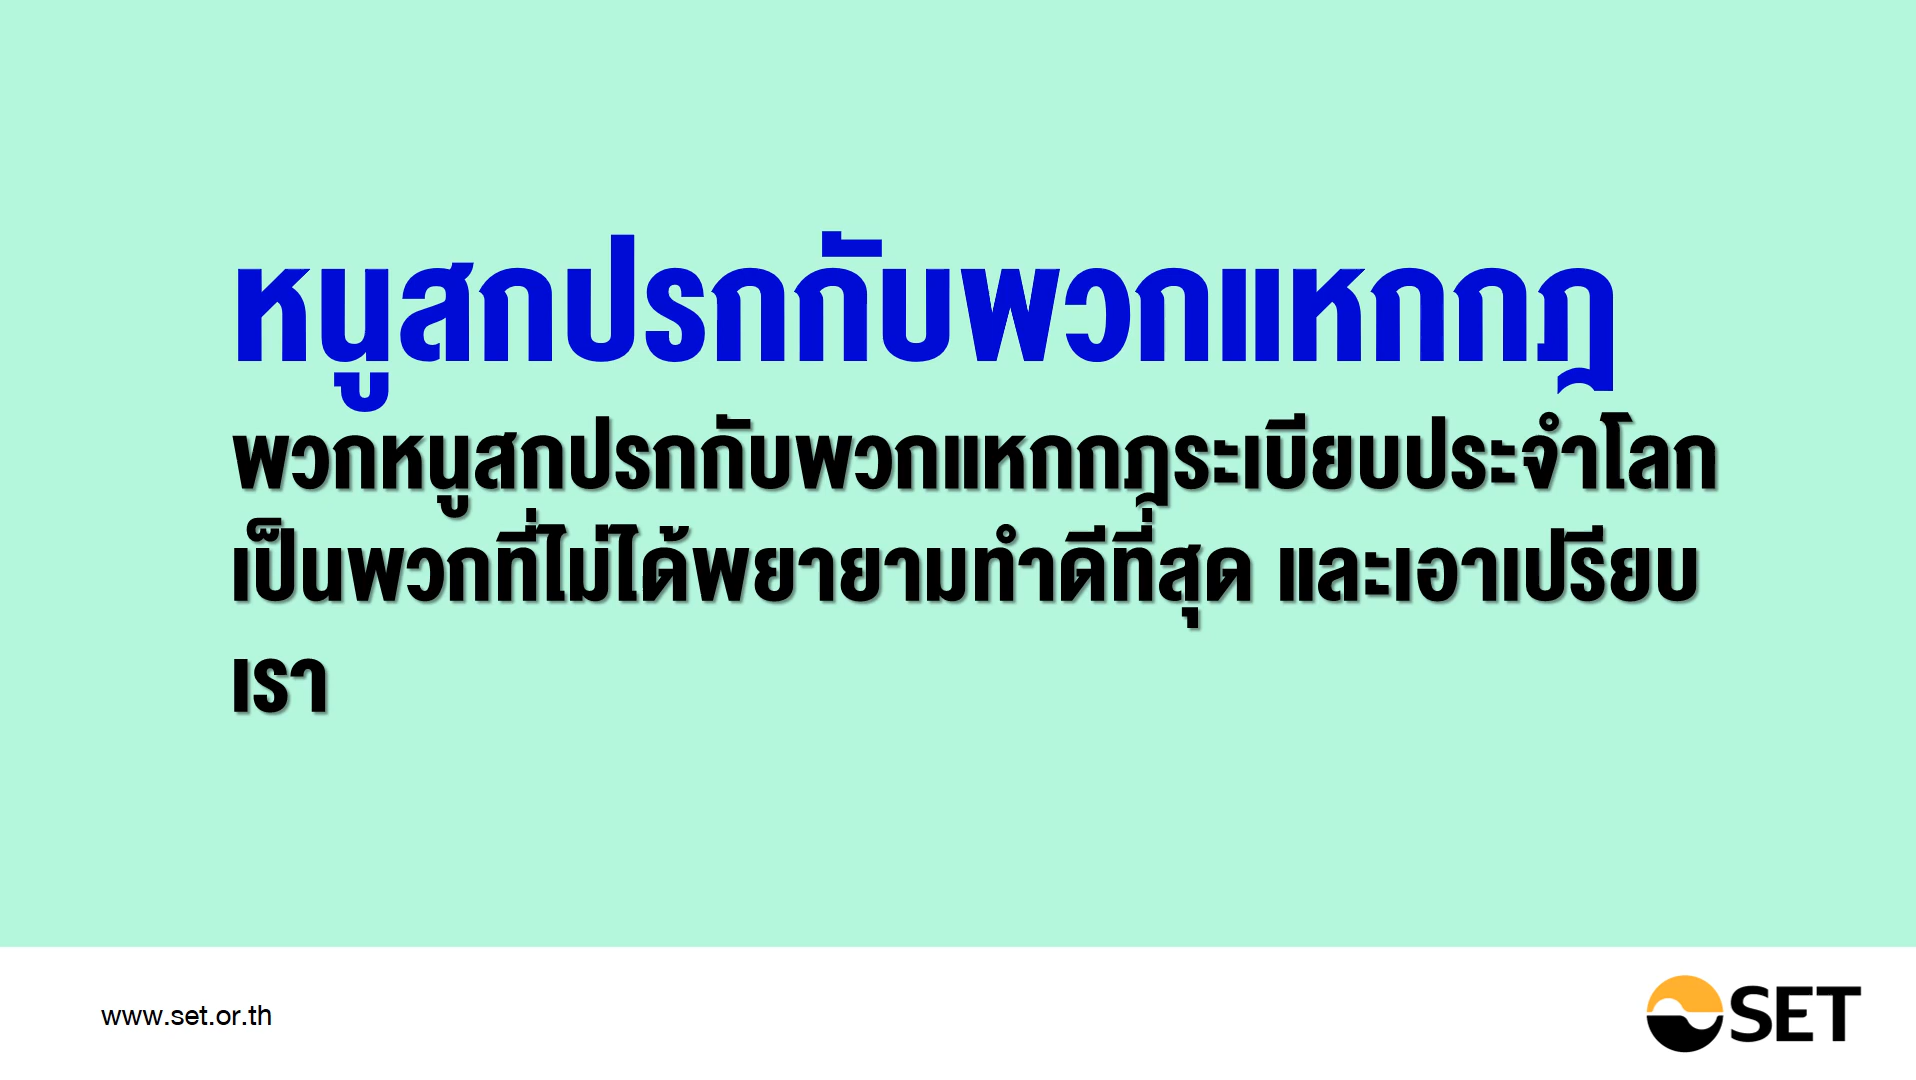 หนูสกปรกกับพวกแหกกฎ
พวกหนูสกปรกกับพวกแหกกฎระเบียบประจำโลก
เป็นพวกที่ไม่ได้พยายามทำดีที่สุด และเอาเปรียบ
เรา
www.set.or.th
SET